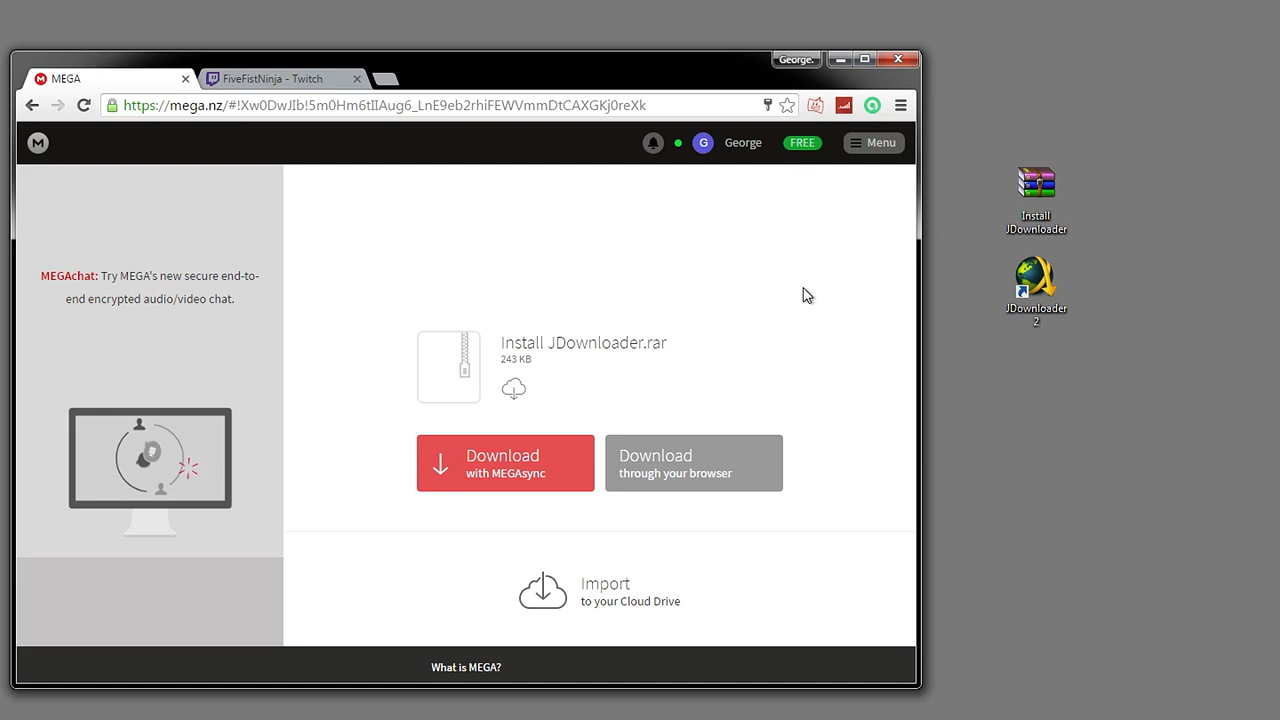 George.
MEGA
FiveFistNinja - Twitch
https://mega.nz/#!Xw0DwJIb!5m0Hm6tIIAug6_LnE9eb2rhiFEWVmmDtCAXGKj0reXk
M
G
George
FREE
Menu
MEGAchat: Try MEGA's new secure end-to-
end encrypted audio/video chat.
Install JDownloader.rar
243 KB
Download
with MEGAsync
Download
through your browser
Import
to your Cloud Drive
What is MEGA?
Install
JDownloader
JDownloader
2